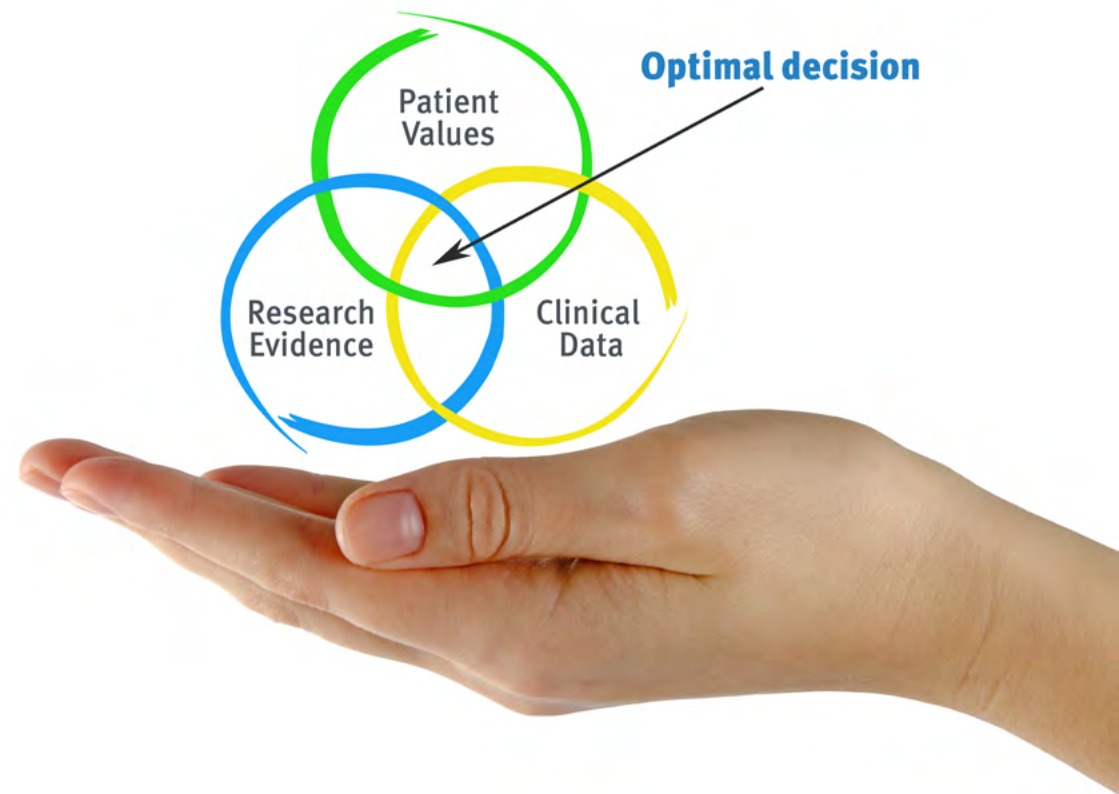 Optimal decision
Patient
Values
Research
Evidence
Clinical
Data